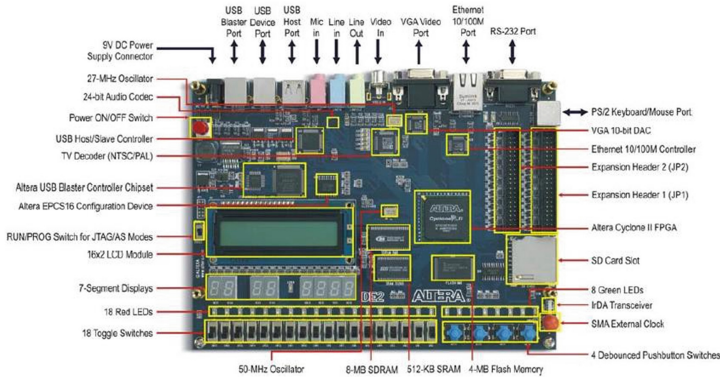 USB
Blaster
Port
USB
Device
Port
USB
Host
Port
Mic
in
Line
in
Line
Out
Video
In
VGA Video
Port
Ethernet
10/100M
Port
RS-232 Port
9V DC Power
Supply Connector
27-MHz Oscillator
24-bit Audio Codec
Power ON/OFF Switch
USB Host/Slave Controller
TV Decoder (NTSC/PAL)
Altera USB Blaster Controller Chipset
Altera EPCS16 Configuration Device
RUN/PROG Switch for JTAG/AS Modes
16x2 LCD Module
7-Segment Displays
18 Red LEDs
18 Toggle Switches
PS/2 Keyboard/Mouse Port
VGA 10-bit DAC
Ethernet 10/100M Controller
Expansion Header 2 (JP2)
Expansion Header 1 (JP1)
Altera Cyclone II FPGA
SD Card Slot
8 Green LEDs
IrDA Transceiver
SMA External Clock
4 Debounced Pushbutton Switches
50-MHz Oscillator
8-MB SDRAM
512-KB SRAM
4-MB Flash Memory
ALTERA
Cyclone II
DE2
ALTERA